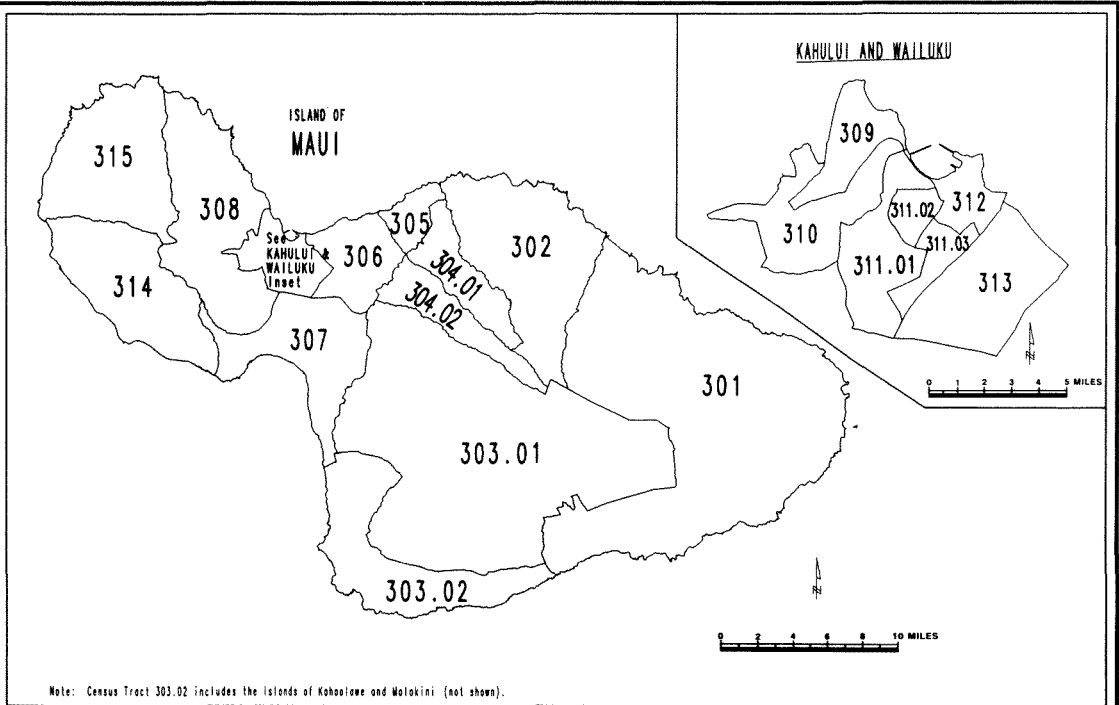 KAHULUI AND WAILUKU
ISLAND OF
MAUI
315
308
314
See
KAHULUI &
WAILUKU
Inset
306
305
302
304.01
304.02
307
301
303.01
303.02
309
310
311.02
312
311.03
311.01
313
N
0 1 2 3 4 5 MILES
N
0 2 4 6 8 10 MILES
Note: Census Tract 303.02 includes the Islands of Kahoolawe and Molokini (not shown).